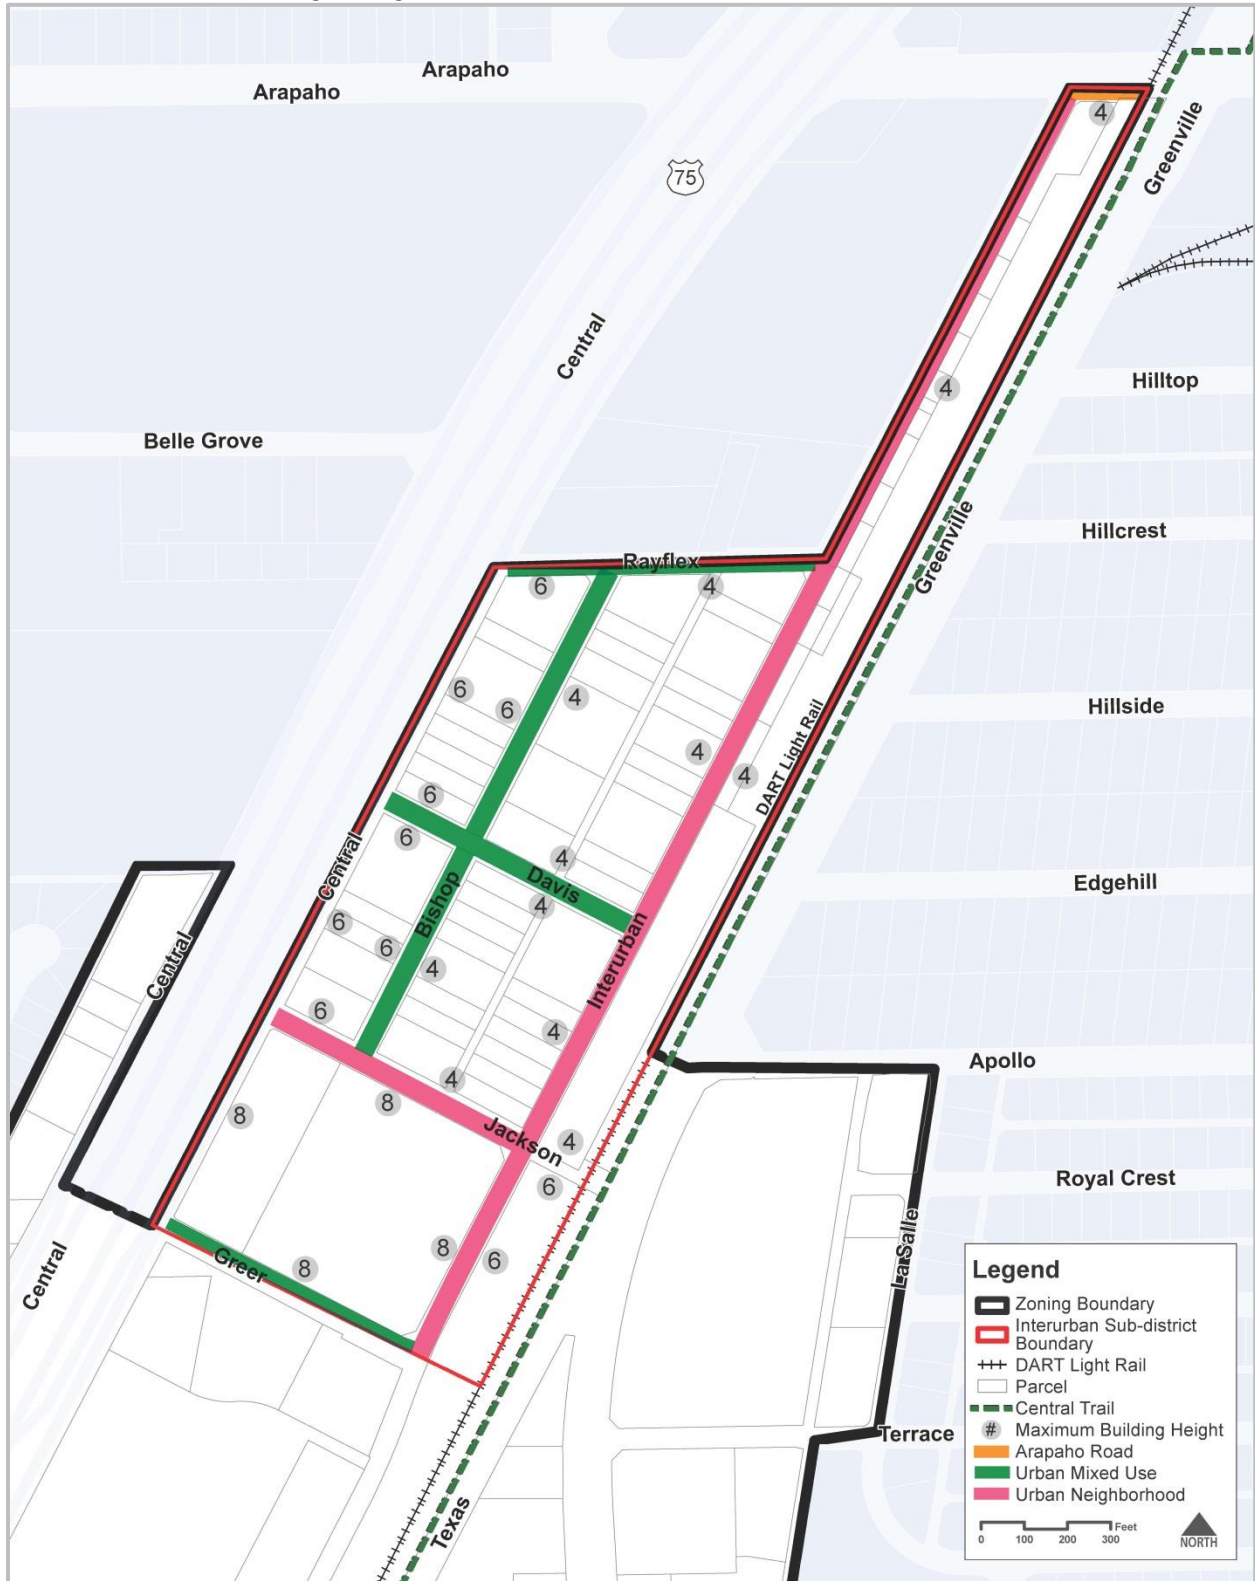 Arapaho
Arapaho
4
Greenville
75
Central
Hilltop
4
Belle Grove
Hillcrest
Greenville
Rayflex
6
4
6
6
4
Hillside
DART Light Rail
4
4
6
6
Central
4
Davis
Edgehill
Bishop
4
6
6
4
Interurban
Central
6
4
Apollo
4
8
8
Jackson
4
6
Royal Crest
Central
Greer
8
8
6
LaSalle
Legend
Zoning Boundary
Interurban Sub-district
Boundary
DART Light Rail
Parcel
Central Trail
# Maximum Building Height
Arapaho Road
Urban Mixed Use
Urban Neighborhood
Feet
0 100 200 300
NORTH
Terrace
Texas